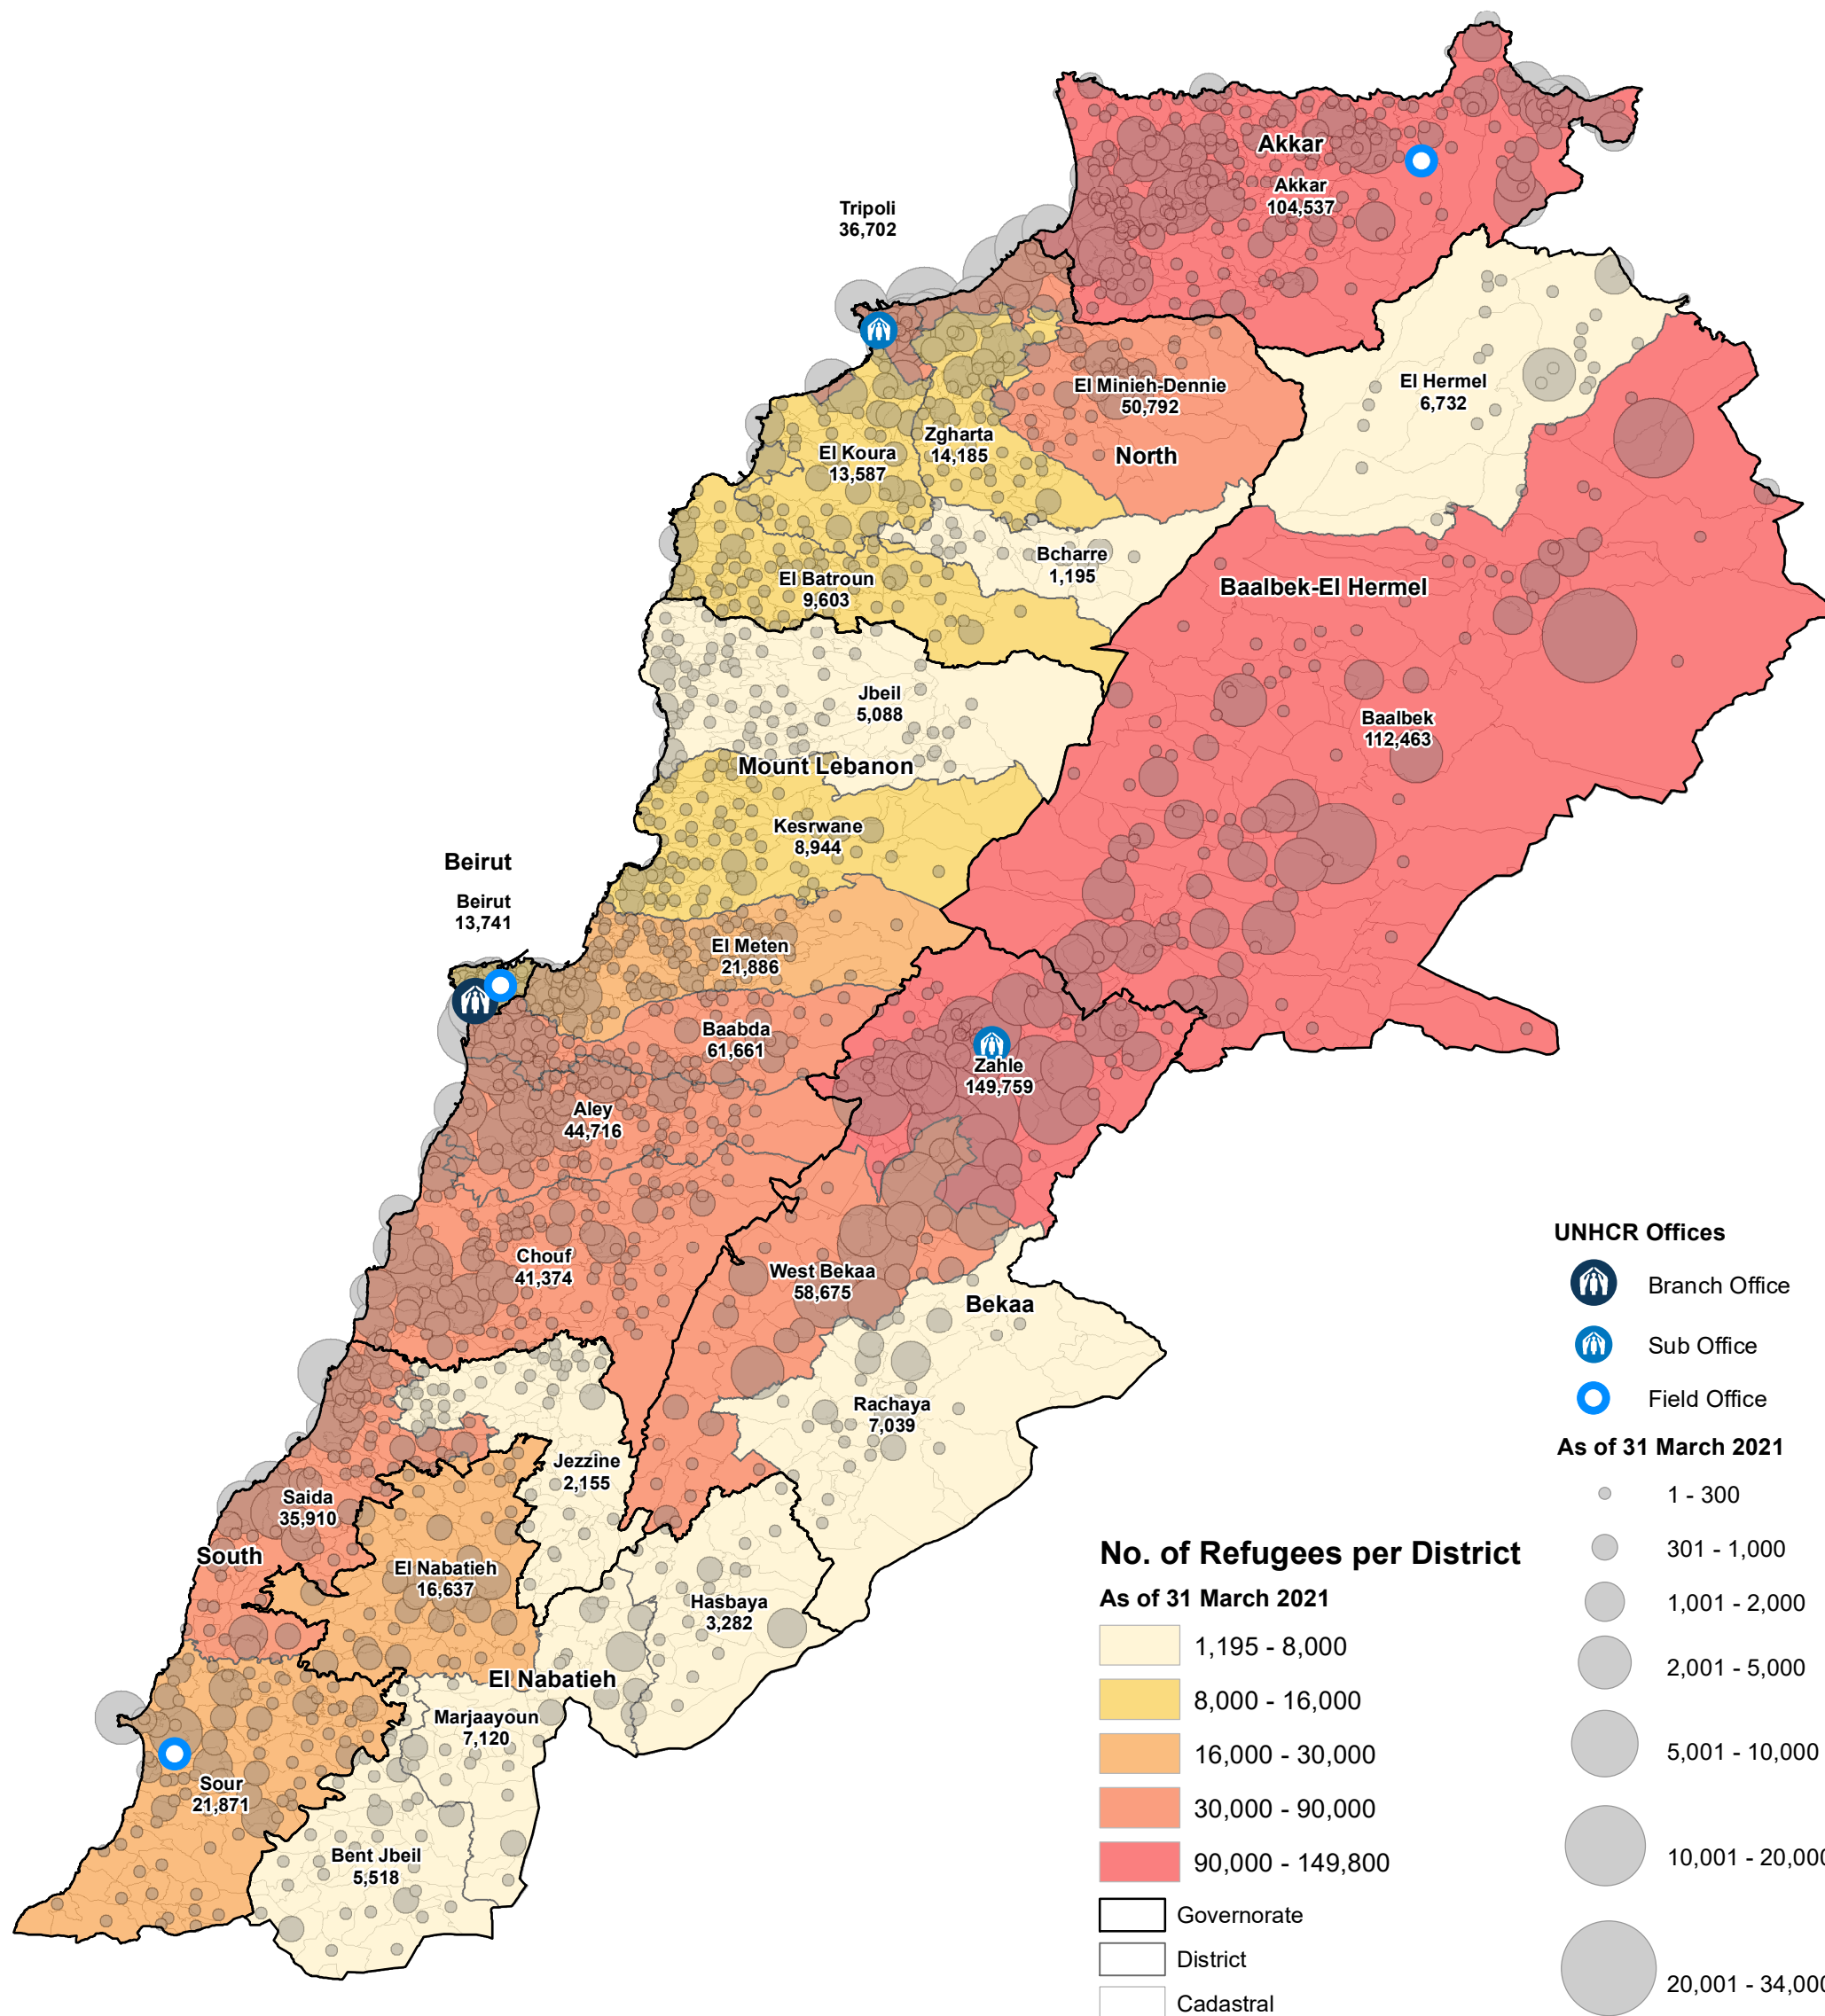 Akkar
Akkar
104,537
Tripoli
36,702
El Hermel
6,732
El Minieh-Dennie
50,792
North
Zgharta
14,185
El Koura
13,587
Bcharre
1,195
El Batroun
9,603
Baalbek-El Hermel
Jbeil
5,088
Baalbek
112,463
Mount Lebanon
Kesrwane
8,944
Beirut
Beirut
13,741
El Meten
21,886
Baabda
61,661
Zahle
149,759
Aley
44,716
Chouf
41,374
West Bekaa
58,675
Bekaa
Rachaya
7,039
Jezzine
2,155
Saida
35,910
South
El Nabatieh
16,637
Hasbaya
3,282
El Nabatieh
Marjaayoun
7,120
Sour
21,871
Bent Jbeil
5,518
UNHCR Offices
Branch Office
Sub Office
Field Office
As of 31 March 2021
1 - 300
301 - 1,000
1,001 - 2,000
2,001 - 5,000
5,001 - 10,000
10,001 - 20,000
20,001 - 34,000
No. of Refugees per District
As of 31 March 2021
1,195 - 8,000
8,000 - 16,000
16,000 - 30,000
30,000 - 90,000
90,000 - 149,800
Governorate
District
Cadastral